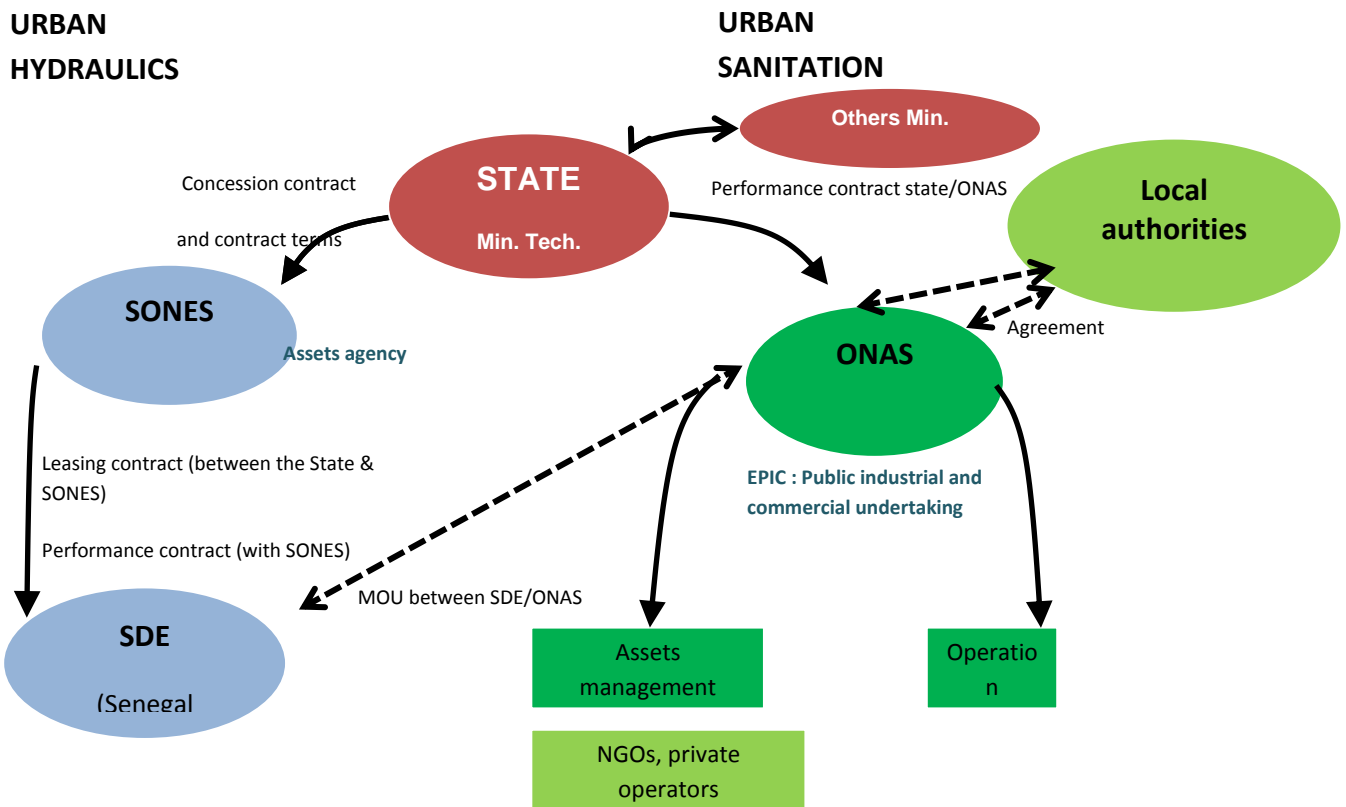 URBAN
HYDRAULICS
URBAN
SANITATION
Others Min.
STATE
Min. Tech.
Concession contract
and contract terms
Performance contract state/ONAS
Local
authorities
SONES
Assets agency
ONAS
Agreement
Leasing contract (between the State &
SONES)
EPIC : Public industrial and
commercial undertaking
Performance contract (with SONES)
MOU between SDE/ONAS
SDE
(Senegal
Assets
management
Operatio
n
NGOs, private
operators